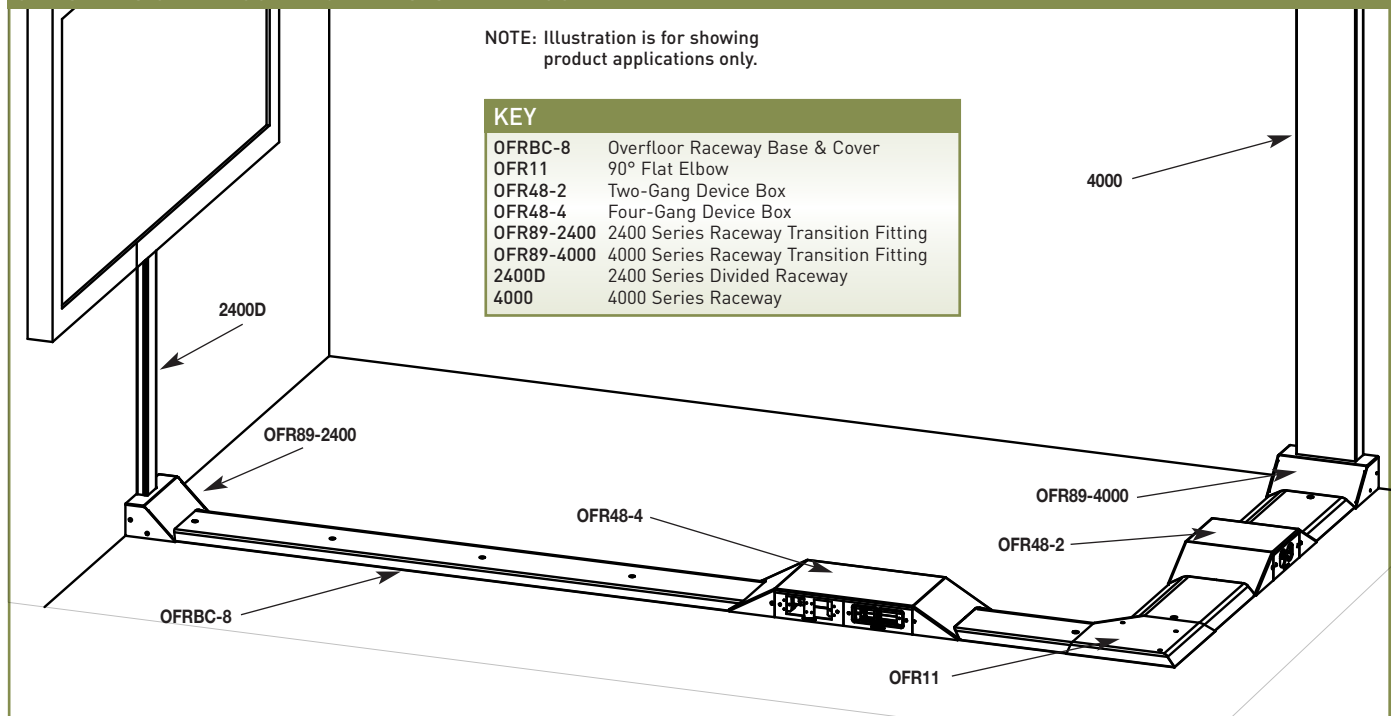 NOTE: Illustration is for showing
product applications only.
KEY
OFRBC-8 Overfloor Raceway Base & Cover
OFR11 90° Flat Elbow
OFR48-2 Two-Gang Device Box
OFR48-4 Four-Gang Device Box
OFR89-2400 2400 Series Raceway Transition Fitting
OFR89-4000 4000 Series Raceway Transition Fitting
2400D 2400 Series Divided Raceway
4000 4000 Series Raceway
4000
2400D
OFR89-2400
OFR89-4000
OFR48-4
OFR48-2
OFRBC-8
OFR11